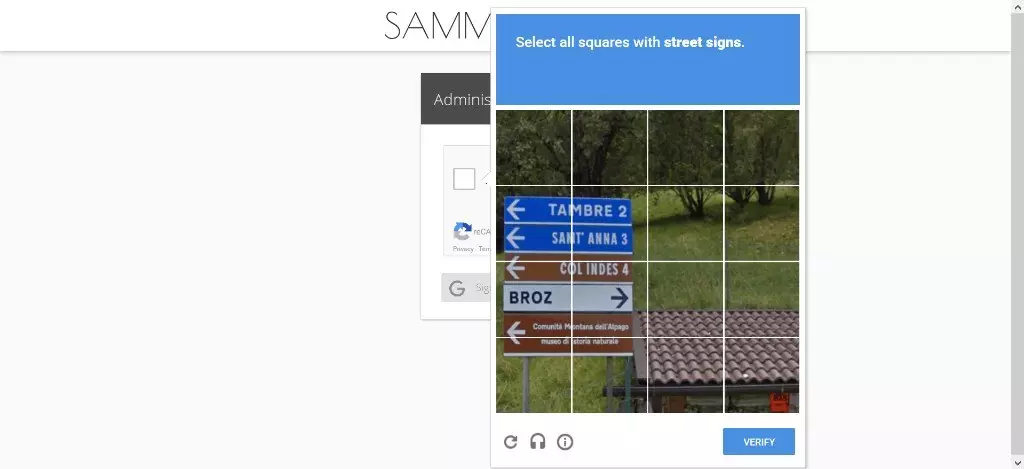 SAMM
Select all squares with street signs.
Adminis
reCA
Privacy Ter
Sig
TAMBRE 2
SANT' ANNA 3
COL INDES 4
BROZ
Comunità Montana dell'Alpago
museo di storia naturale
VERIFY